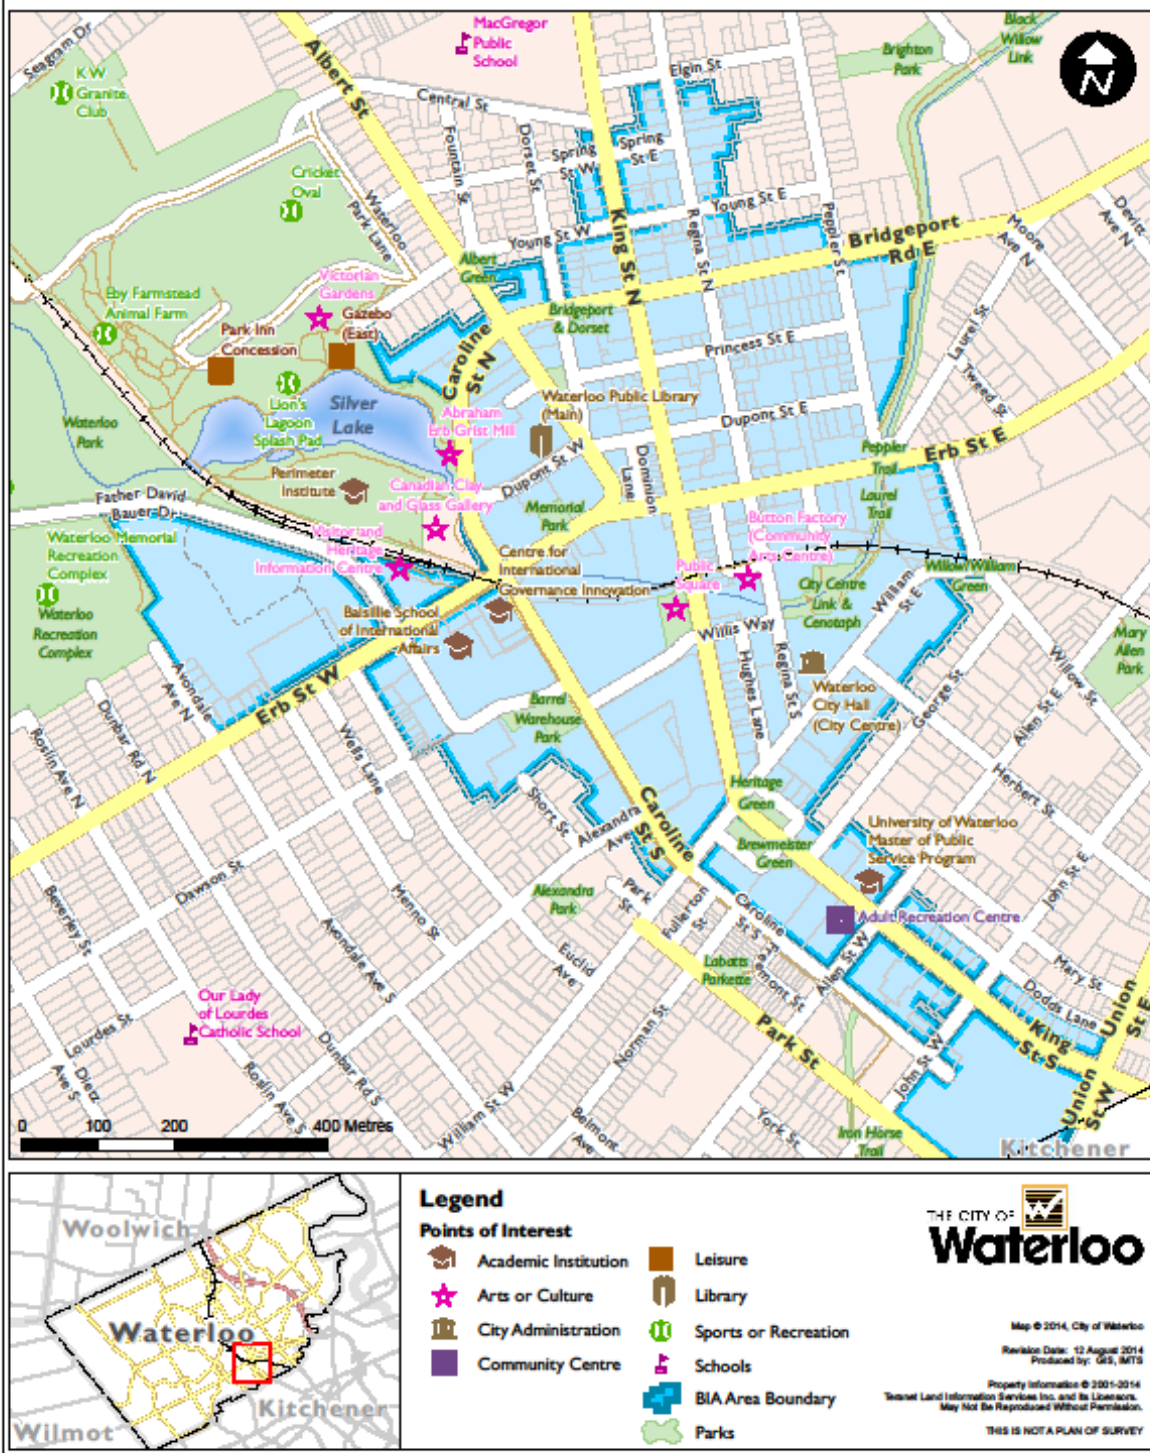 MacGregor
Public
School
Black
Willow
Link
Seagram Dr
Albert St
Brighton
Park
N
K W
Granite
Club
Elgin St
Central St
Fountain St
Dorset St
Spring
St W
Spring
St E
Cricket
Oval
Waterloo
Park Lane
Young St E
Young St W
King St N
Regina St N
Peppler St
Bridgeport
Rd E
Moore
Ave N
Devitt
Ave N
Albert
Green
Victorian
Gardens
Gazebo
(East)
Eby Farmstead
Animal Farm
Park Inn
Concession
Bridgeport
& Dorset
Caroline
St N
Princess St E
Laurel St
Tweed St
Lion's
Lagoon
Splash Pad
Silver
Lake
Waterloo
Park
Abraham
Erb Grist Mill
Waterloo Public Library
(Main)
Dupont St E
Dupont St W
Dominion
Lane
Erb St E
Peppler
Trail
Laurel
Trail
Perimeter
Institute
Canadian Clay
and Glass Gallery
Memorial
Park
Father David
Bauer Dr
Waterloo Memorial
Recreation
Complex
Visitor and
Heritage
Information Centre
Button Factory
(Community
Arts Centre)
Centre for
International
Governance Innovation
Public
Square
Willow/William
Green
William
St E
City Centre
Link &
Cenotaph
Waterloo
Recreation
Complex
Balsillie School
of International
Affairs
Willis Way
Mary
Allen
Park
Hughes Lane
Regina St S
Waterloo
City Hall
(City Centre)
George St
Willow St
Allen St E
Herbert St
Avondale
Ave N
Erb St W
Barrel
Warehouse
Park
Dunbar Rd N
Roslin Ave N
Wells Lane
Short St
Alexandra
Ave
Caroline
St S
Heritage
Green
Brewmeister
Green
University of Waterloo
Master of Public
Service Program
John St E
Dawson St
Beverley St
Menno St
Avondale Ave S
Alexandra
Park
Park
St
Fullerton
St
Caroline
St S
Adult Recreation Centre
Allen St W
Euclid
Ave
Labatts
Parkette
Mary St
Dodds Lane
Union
St E
Our Lady
of Lourdes
Catholic School
Lourdes St
Dietz
Ave S
Roslin Ave S
Dunbar Rd S
Norman St
Park St
King
St S
John St W
Union
St W
William St W
Belmont
Ave
York St
Iron Horse
Trail
Kitchener
0 100 200 400 Metres
Woolwich
Waterloo
Kitchener
Wilmot
Legend
Points of Interest
Academic Institution
Arts or Culture
City Administration
Community Centre
Leisure
Library
Sports or Recreation
Schools
BIA Area Boundary
Parks
THE CITY OF
Waterloo
Map © 2014, City of Waterloo
Revision Date: 12 August 2014
Produced by: GIS, IMTS
Property Information © 2001-2014
Teranet Land Information Services Inc. and its Licensors.
May Not Be Reproduced Without Permission.
THIS IS NOT A PLAN OF SURVEY